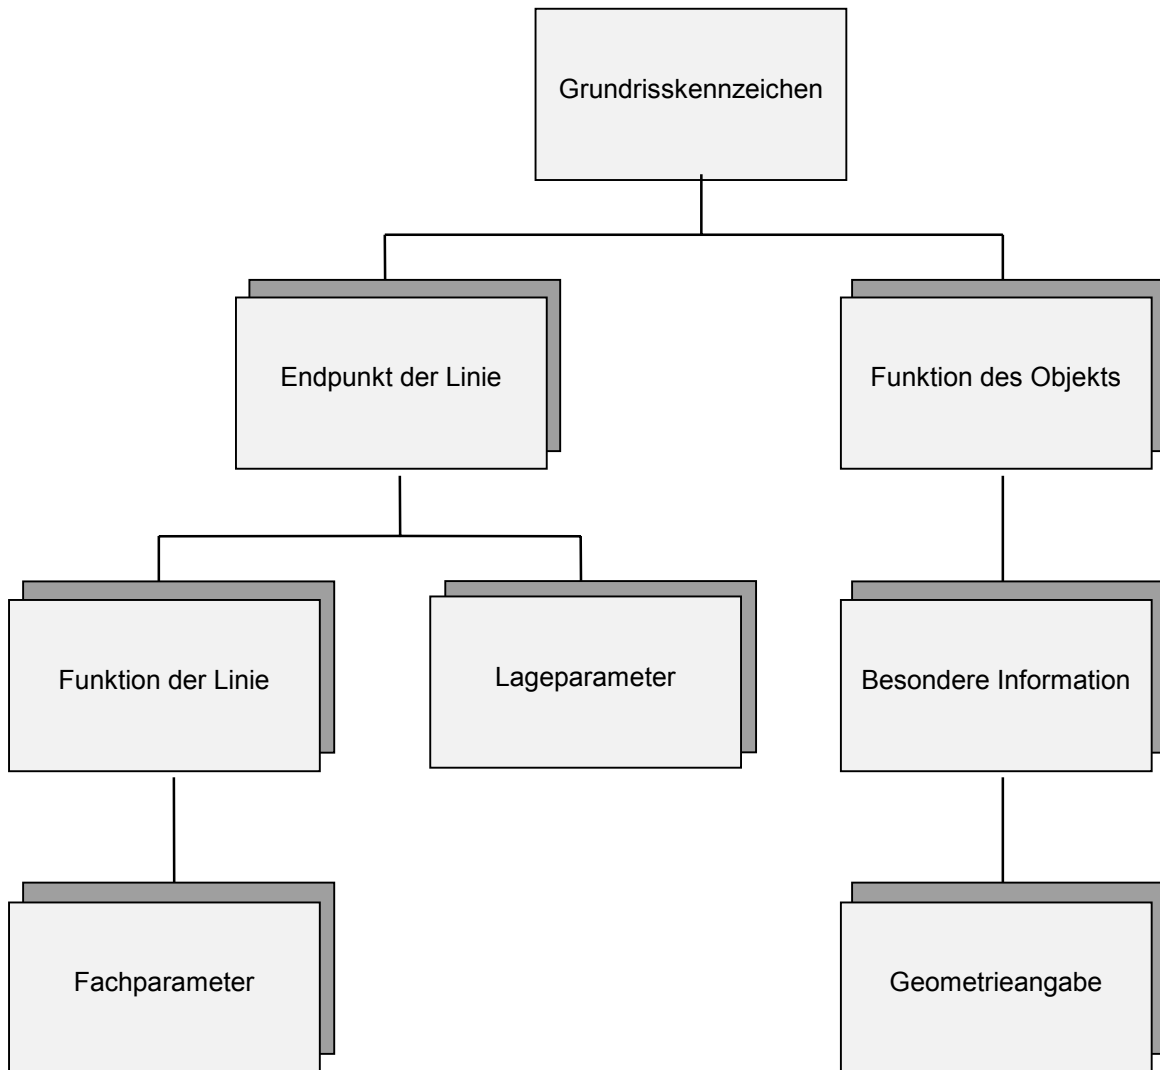 Grundrisskennzeichen
Endpunkt der Linie
Funktion des Objekts
Funktion der Linie
Lageparameter
Besondere Information
Fachparameter
Geometrieangabe